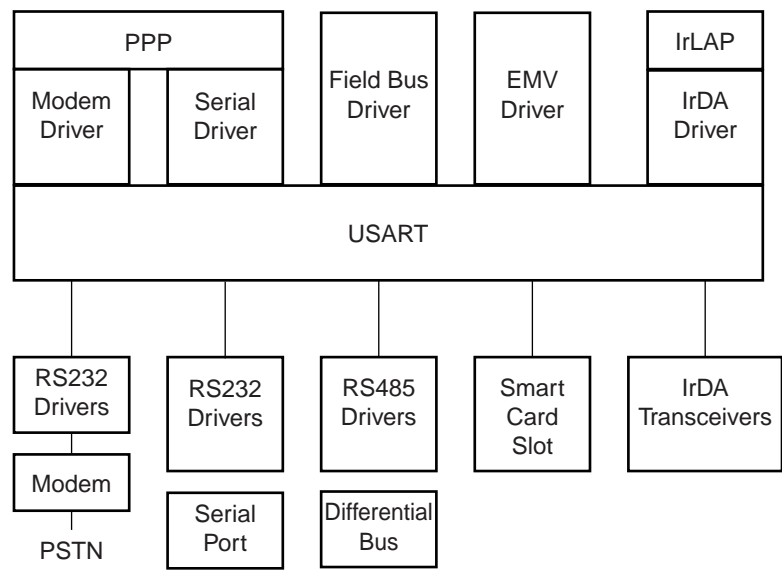 PPP
Modem
Driver
Serial
Driver
Field Bus
Driver
EMV
Driver
IrLAP
IrDA
Driver
USART
RS232
Drivers
Modem
PSTN
RS232
Drivers
Serial
Port
RS485
Drivers
Differential
Bus
Smart
Card
Slot
IrDA
Transceivers